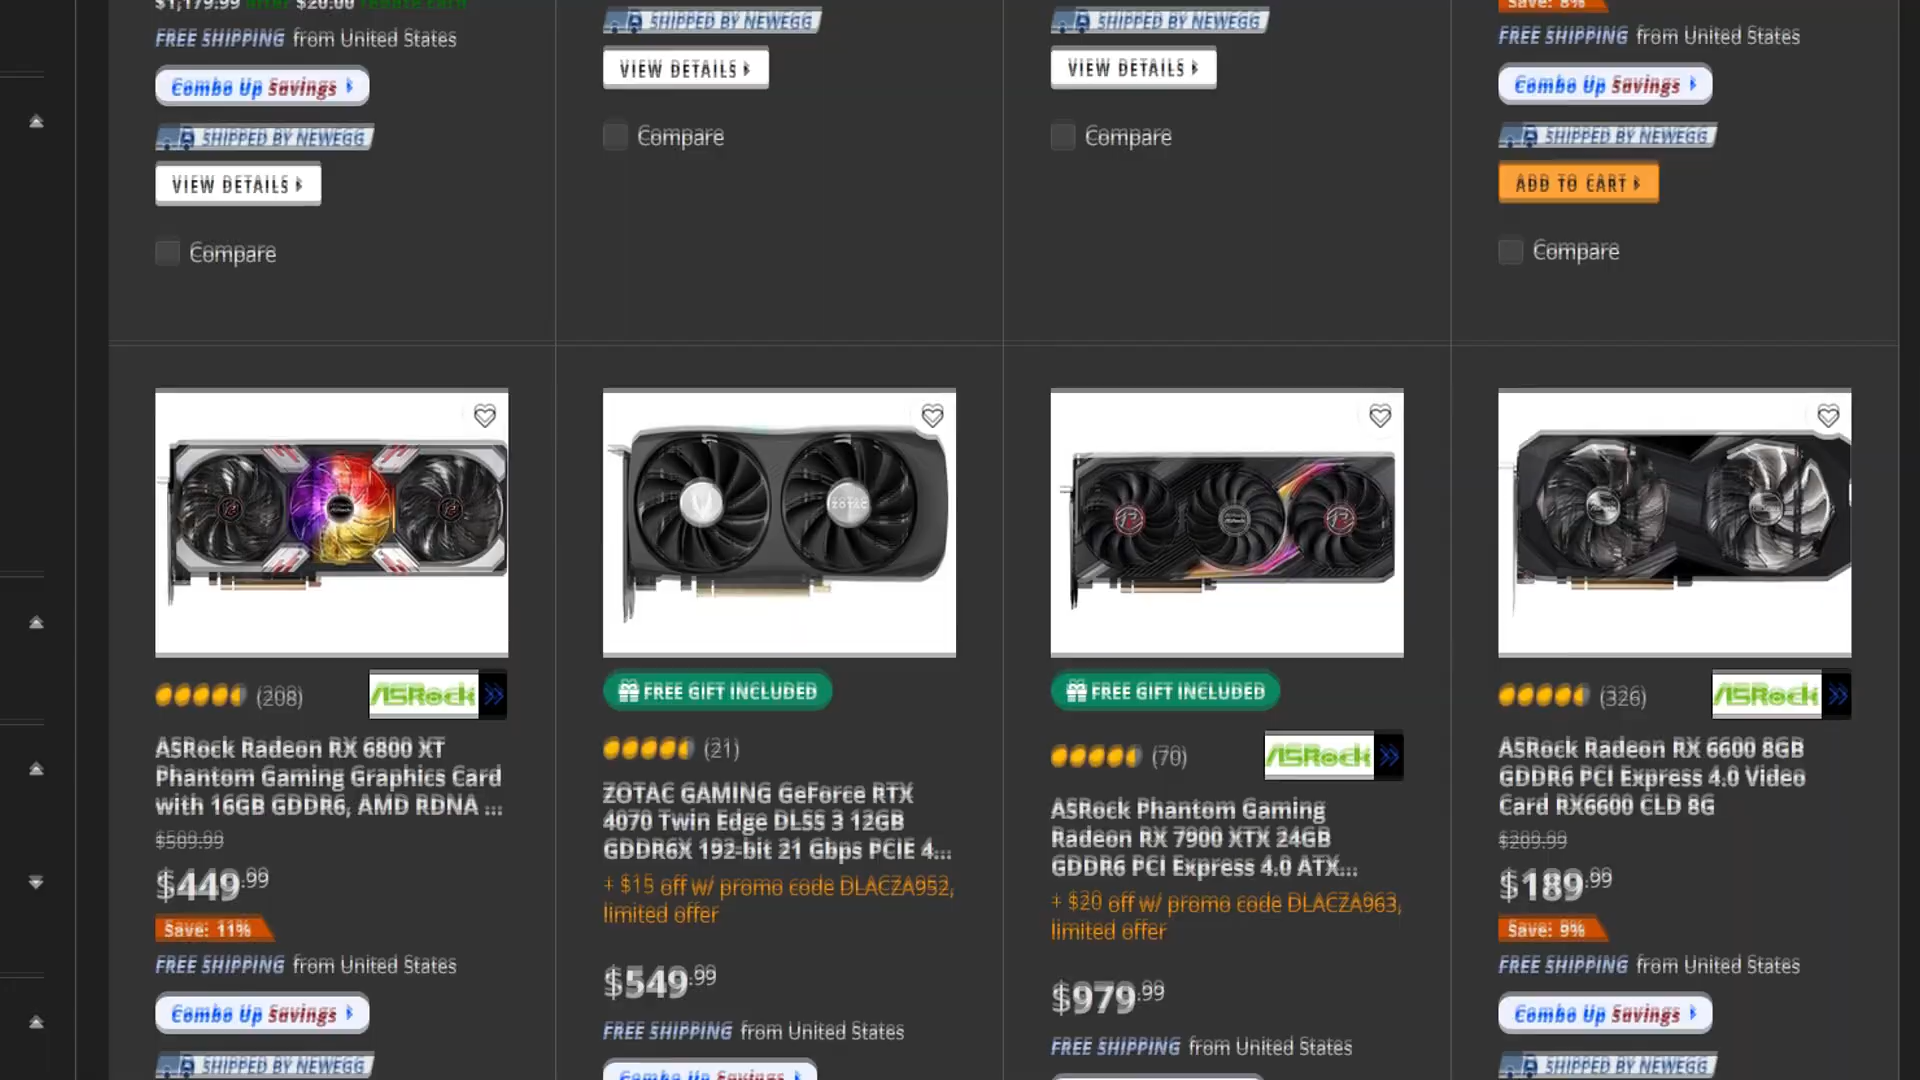 $1,179.99 after $20.00 rebate card
FREE SHIPPING from United States
Combo Up Savings
SHIPPED BY NEWEGG
VIEW DETAILS
Compare
SHIPPED BY NEWEGG
VIEW DETAILS
Compare
SHIPPED BY NEWEGG
VIEW DETAILS
Compare
Save: 8%
FREE SHIPPING from United States
Combo Up Savings
SHIPPED BY NEWEGG
ADD TO CART
Compare
(208)
ASRock
ASRock Radeon RX 6800 XT
Phantom Gaming Graphics Card
with 16GB GDDR6, AMD RDNA ...
$509.99
$449.99
Save: 11%
FREE SHIPPING from United States
Combo Up Savings
SHIPPED BY NEWEGG
ZOTAC
FREE GIFT INCLUDED
(21)
ZOTAC GAMING GeForce RTX
4070 Twin Edge DLSS 3 12GB
GDDR6X 192-bit 21 Gbps PCIE 4...
+ $15 off w/ promo code DLACZA952,
limited offer
$549.99
FREE SHIPPING from United States
Combo Up Savings
FREE GIFT INCLUDED
(70)
ASRock
ASRock Phantom Gaming
Radeon RX 7900 XTX 24GB
GDDR6 PCI Express 4.0 ATX...
+ $20 off w/ promo code DLACZA963,
limited offer
$979.99
FREE SHIPPING from United States
(326)
ASRock
ASRock Radeon RX 6600 8GB
GDDR6 PCI Express 4.0 Video
Card RX6600 CLD 8G
$209.99
$189.99
Save: 9%
FREE SHIPPING from United States
Combo Up Savings
SHIPPED BY NEWEGG